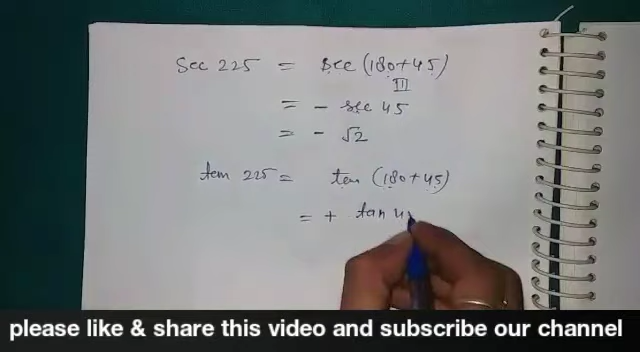 Sec 225 = Sec (180+45)
III
= - sec 45
= - √2
tan 225 = tan (180+45)
= + tan 4
please like & share this video and subscribe our channel